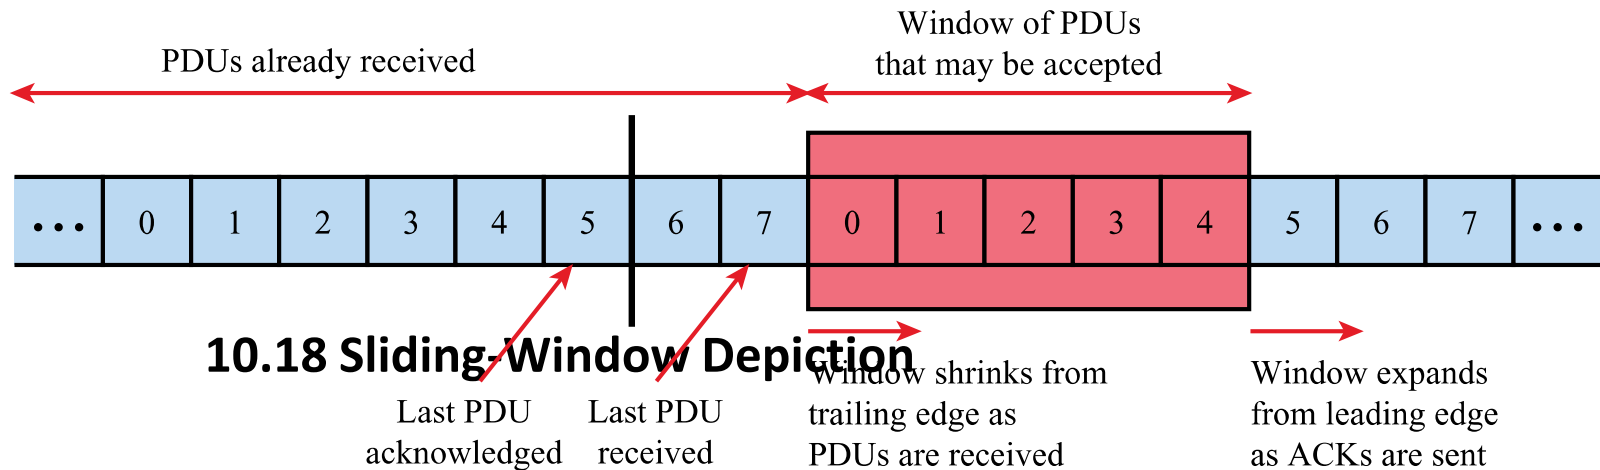 Window of PDUs
PDUs already received
that may be accepted
... 0 1 2 3 4 5 6 7 0 1 2 3 4 5 6 7 ...
10.18 Sliding-Window Depiction
Last PDU
acknowledged
Last PDU
received
Window shrinks from
trailing edge as
PDUs are received
Window expands
from leading edge
as ACKs are sent